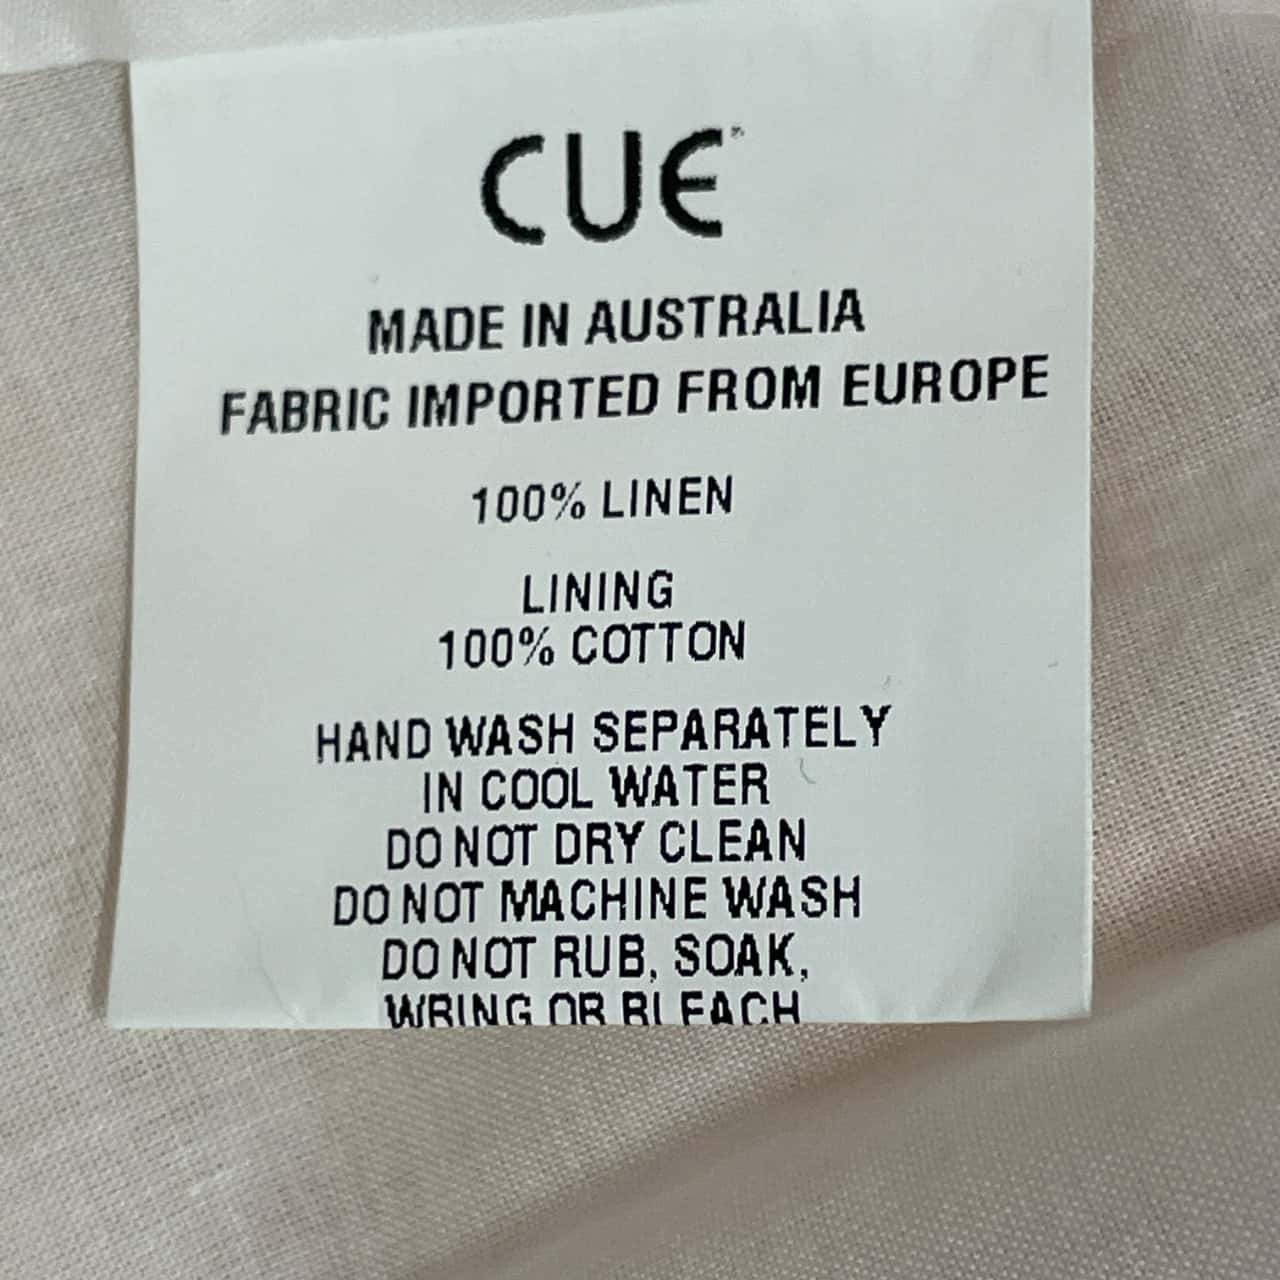 CUE
MADE IN AUSTRALIA
FABRIC IMPORTED FROM EUROPE
100% LINEN
LINING
100% COTTON
HAND WASH SEPARATELY
IN COOL WATER
DO NOT DRY CLEAN
DO NOT MACHINE WASH
DO NOT RUB, SOAK,
WRING OR BLEACH